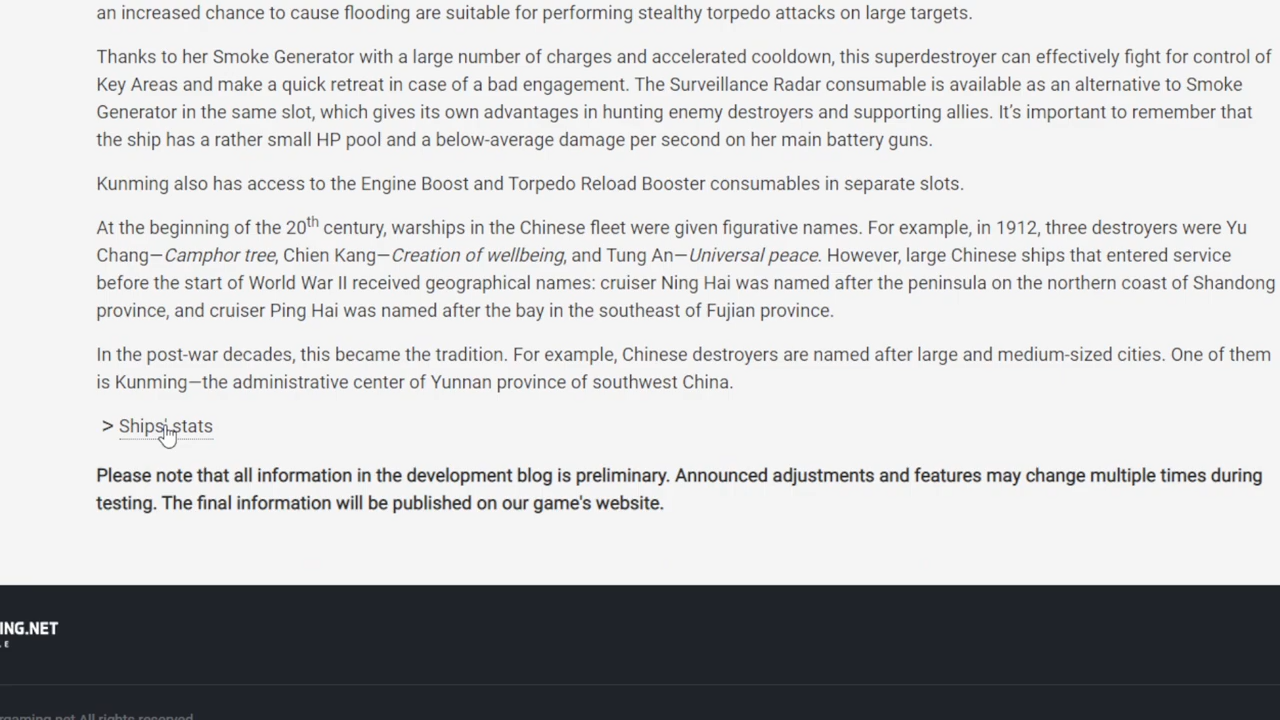 an increased chance to cause flooding are suitable for performing stealthy torpedo attacks on large targets.
Thanks to her Smoke Generator with a large number of charges and accelerated cooldown, this superdestroyer can effectively fight for control of
Key Areas and make a quick retreat in case of a bad engagement. The Surveillance Radar consumable is available as an alternative to Smoke
Generator in the same slot, which gives its own advantages in hunting enemy destroyers and supporting allies. It’s important to remember that
the ship has a rather small HP pool and a below-average damage per second on her main battery guns.
Kunming also has access to the Engine Boost and Torpedo Reload Booster consumables in separate slots.
At the beginning of the 20th century, warships in the Chinese fleet were given figurative names. For example, in 1912, three destroyers were Yu
Chang—Camphor tree, Chien Kang—Creation of wellbeing, and Tung An—Universal peace. However, large Chinese ships that entered service
before the start of World War II received geographical names: cruiser Ning Hai was named after the peninsula on the northern coast of Shandong
province, and cruiser Ping Hai was named after the bay in the southeast of Fujian province.
In the post-war decades, this became the tradition. For example, Chinese destroyers are named after large and medium-sized cities. One of them
is Kunming—the administrative center of Yunnan province of southwest China.
> Ships' stats
Please note that all information in the development blog is preliminary. Announced adjustments and features may change multiple times during
testing. The final information will be published on our game's website.
ING.NET
rgaming.net All rights reserved